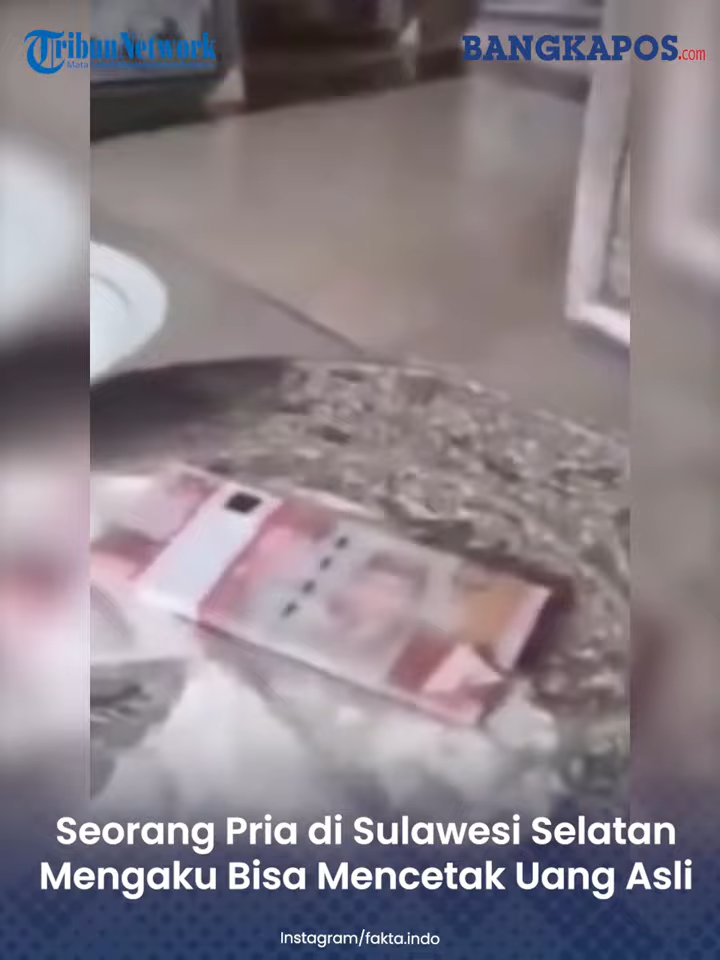 TribunNetwork
BANGKAPOS.com
Seorang Pria di Sulawesi Selatan
Mengaku Bisa Mencetak Uang Asli
Instagram/fakta.indo